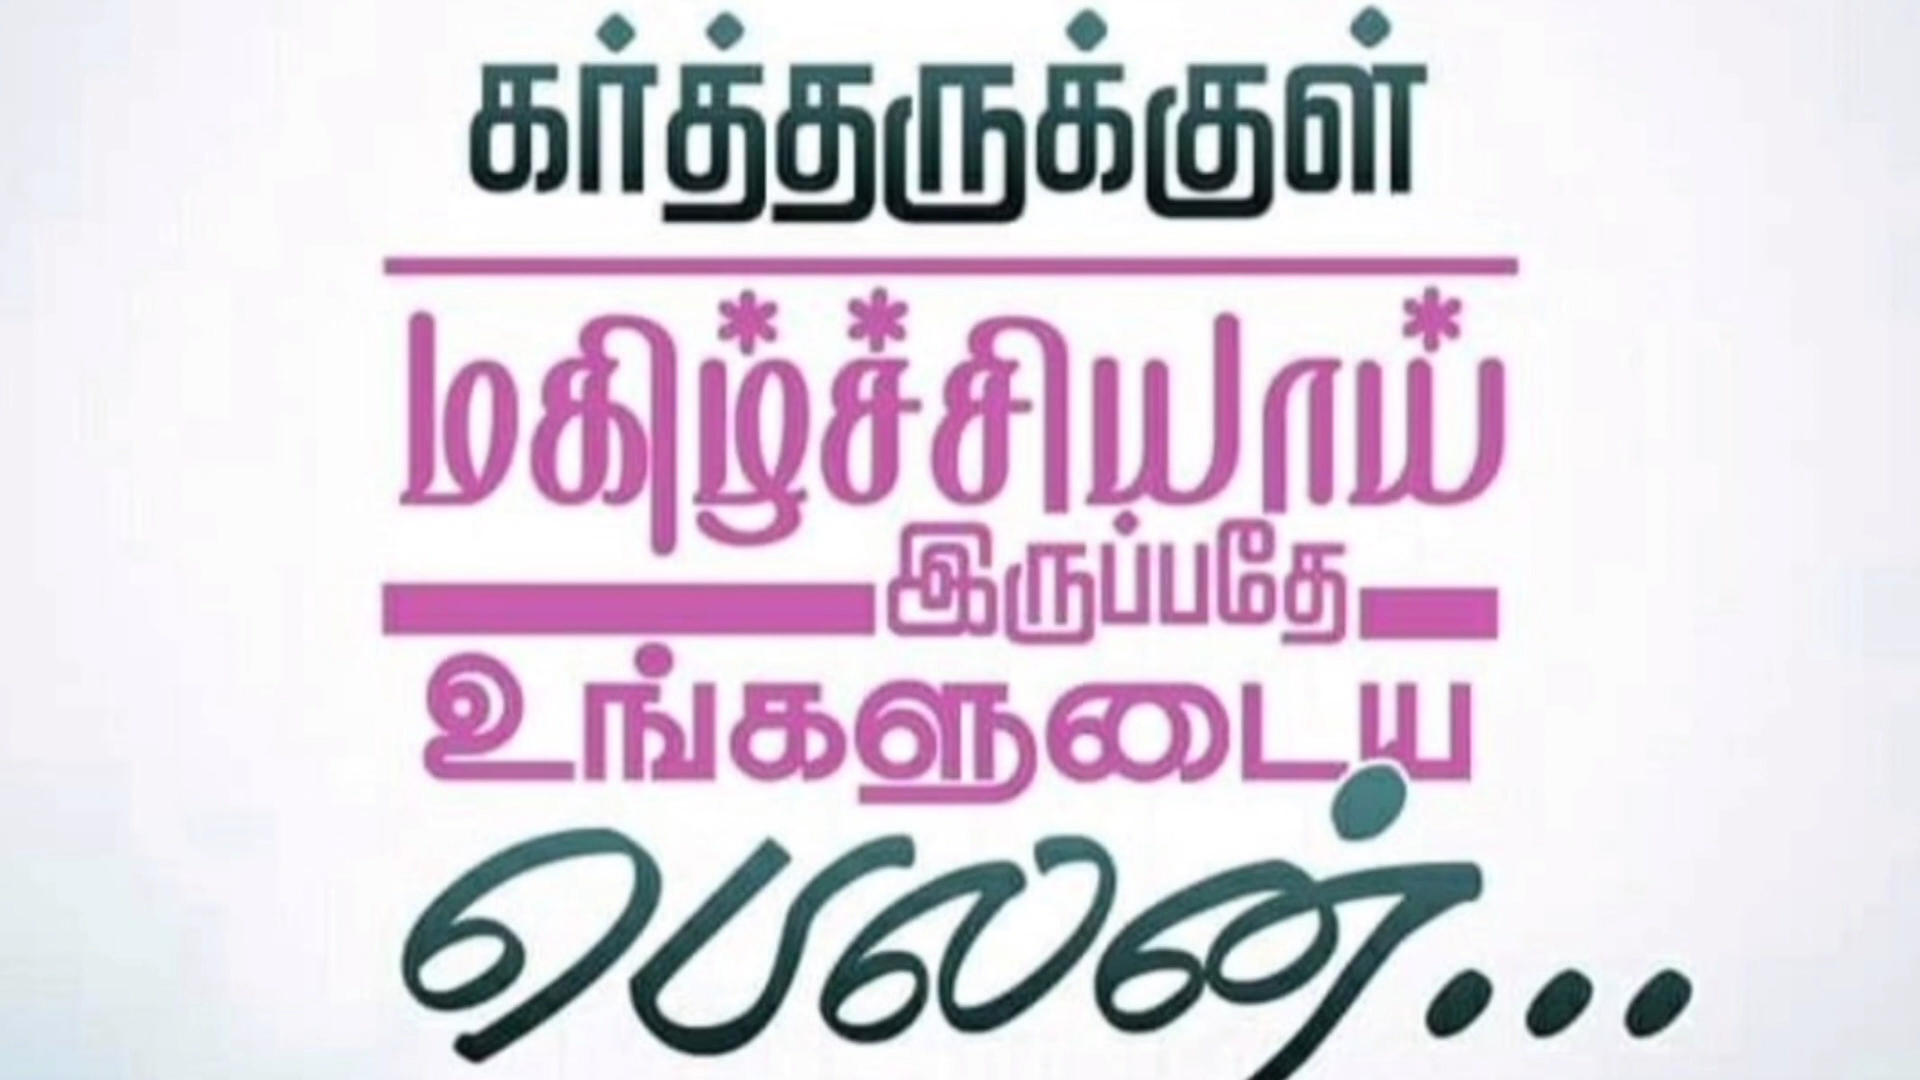 கர்த்தருக்குள்
மகிழ்ச்சியாய்
இருப்பதே
உங்களுடைய
பெலன்...